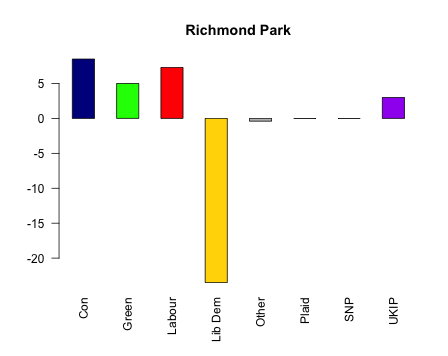 Richmond Park
5
0
-5
-10
-15
-20
Con
Green
Labour
Lib Dem
Other
Plaid
SNP
UKIP